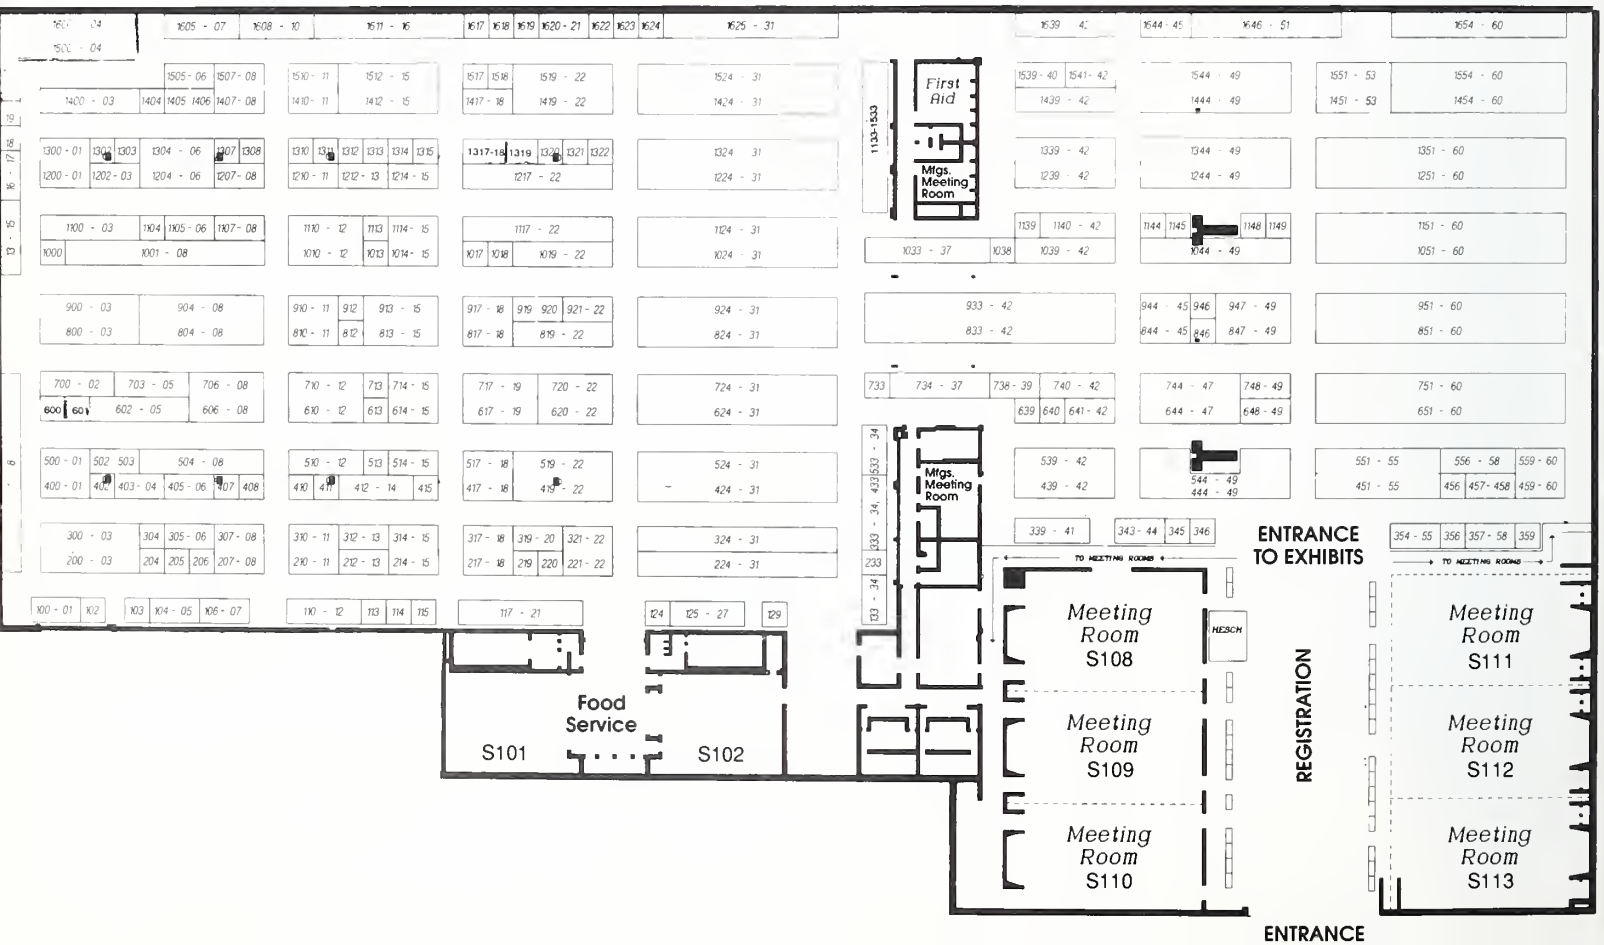 1605 - 07 1608 - 10 1611 - 16 1617 1618 1619 1620-21 1622 1623 1624 1625 - 31 1639 1644-45 1646 - 51 1654 - 60
- 04
1505-06 1507-08 1510-11 1512 - 15 1517 1518 1519 - 22 1524 - 31 First 1539-40 1541-42 1544 - 49 1551 - 53 1554 - 60
1400 - 03 1404 1405 1406 1407-08 1410-11 1412 - 15 1417-18 1419 - 22 1424 - 31 Aid 1439 - 42 1444 - 49 1451 - 53 1454 - 60
1133-1533
1300-01 1302 1303 1304 - 06 1307 1308 1310 1311 1312 1313 1314 1315 1317-18 1319 1320 1321 1322 1324 31 1339 - 42 1344 - 49 1351 - 60
1200-01 1202-03 1204 - 06 1207-08 1210-11 1212-13 1214-15 1217 - 22 1224 - 31 Mfgs. 1239 - 42 1244 - 49 1251 - 60
Meeting
Room
13 - 15 16 - 17 18 19
1100 - 03 1104 1105-06 1107-08 1110 - 12 1113 1114-15 1117 - 22 1124 - 31 1139 1140 - 42 1144 1145 1148 1149 1151 - 60
1000 1001 - 08 1010 - 12 1013 1014-15 1017 1018 1019 - 22 1024 - 31 1033 - 37 1038 1039 - 42 1044 - 49 1051 - 60
900 - 03 904 - 08 910-11 912 913 - 15 917-18 919 920 921-22 924 - 31 933 - 42 944 - 45 946 947 - 49 951 - 60
800 - 03 804 - 08 810-11 812 813 - 15 817-18 819 - 22 824 - 31 833 - 42 844 - 45 846 847 - 49 851 - 60
700 - 02 703 - 05 706 - 08 710 - 12 713 714-15 717 - 19 720 - 22 724 - 31 733 734 - 37 738-39 740 - 42 744 - 47 748-49 751 - 60
600 601 602 - 05 606 - 08 610 - 12 613 614-15 617 - 19 620 - 22 624 - 31 639 640 641-42 644 - 47 648-49 651 - 60
500-01 502 503 504 - 08 510 - 12 513 514-15 517 - 18 519 - 22 524 - 31 539 - 42 551 - 55 556 - 58 559-60
400-01 402 403-04 405-06 407 408 410 411 412 - 14 415 417 - 18 419 - 22 424 - 31 439 - 42 544 - 49 451 - 55 456 457-458 459-60
444 - 49
Mfgs.
Meeting
Room
133 - 34 233 333 - 34, 433 533 - 34
- 8
300 - 03 304 305-06 307-08 310-11 312-13 314-15 317-18 319-20 321-22 324 - 31 339 - 41 343-44 345 346 354-55 356 357-58 359
200 - 03 204 205 206 207-08 210-11 212-13 214-15 217-18 219 220 221-22 224 - 31
ENTRANCE
TO EXHIBITS
TO MEETING ROOMS TO MEETING ROOMS
100-01 102 103 104-05 106-07 110 - 12 113 114 115 117 - 21 124 125 - 27 129
Meeting
Room
S108
HESCH
Meeting
Room
S111
Food
Service
S101 S102
REGISTRATION
Meeting
Room
S109
Meeting
Room
S112
Meeting
Room
S110
Meeting
Room
S113
ENTRANCE